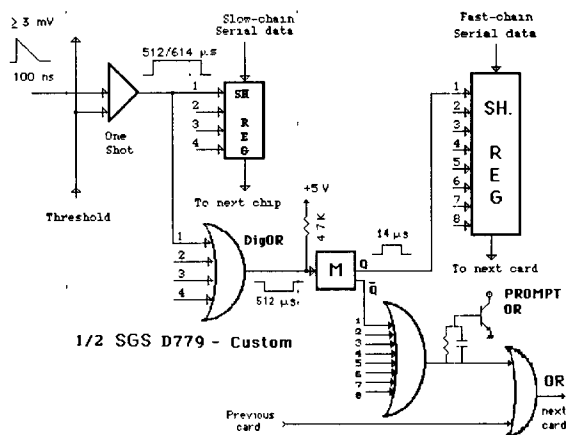 ≥ 3 mV
100 ns
Threshold
One
Shot
512/614 µs
Slow-chain
Serial data
1
2
3
4
SH
R
E
G
To next chip
1
2
3
4
DigOR
+5 V
4.7 K
512 µs
M
Q
Q̅
14 µs
Fast-chain
Serial data
1
2
3
4
5
6
7
8
SH.
R
E
G
To next card
1
2
3
4
5
6
7
8
PROMPT
OR
1/2 SGS D779 - Custom
Previous
card
OR
next
card